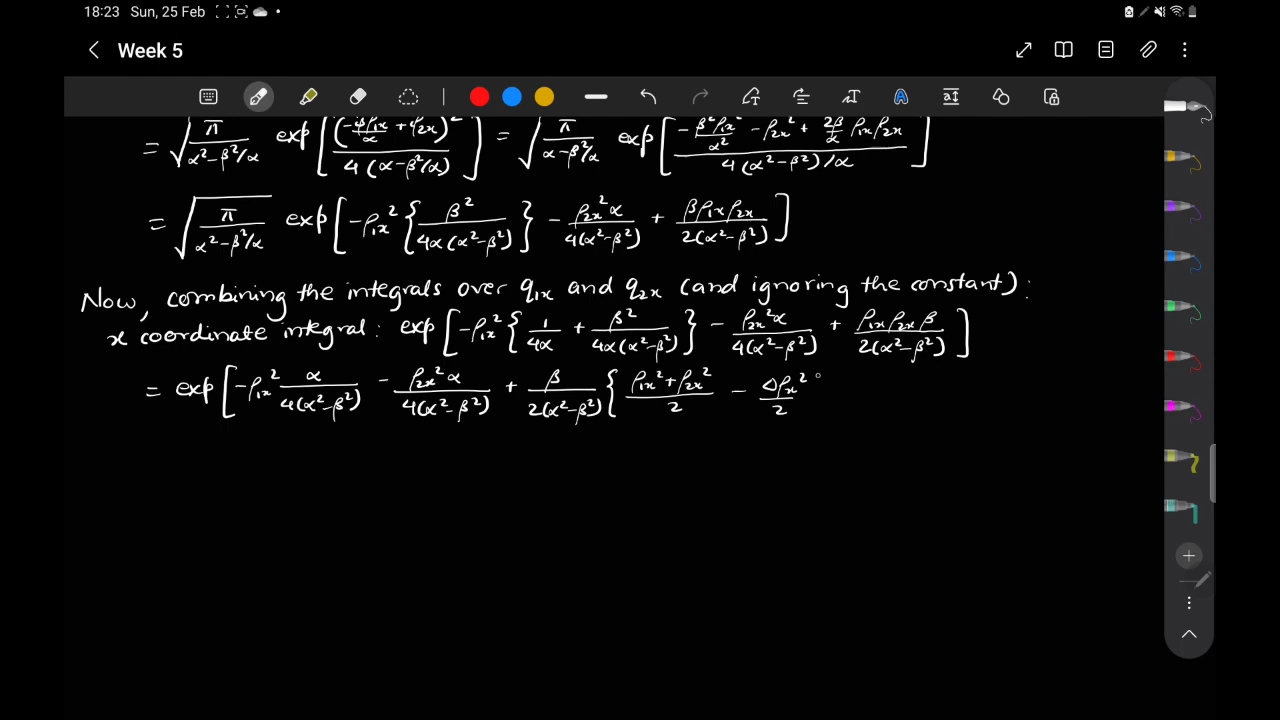 18:23 Sun, 25 Feb
Week 5
= √(π/(α²-β²/α)) exp[(-β/α ρ1x + ρ2x)²/(4(α-β²/α))] = √(π/(α-β²/α)) exp[(-β²ρ1x²/α² - ρ2x² + 2β/α ρ1xρ2x)/(4(α²-β²)/α)]
= √(π/(α²-β²/α)) exp[-ρ1x² {β²/(4α(α²-β²))} - ρ2x²α/(4(α²-β²)) + βρ1xρ2x/(2(α²-β²))]
Now, combining the integrals over q1x and q2x (and ignoring the constant):
x coordinate integral: exp[-ρ1x² {1/(4α) + β²/(4α(α²-β²))} - ρ2x²α/(4(α²-β²)) + ρ1xρ2xβ/(2(α²-β²))]
= exp[-ρ1x² α/(4(α²-β²)) - ρ2x²α/(4(α²-β²)) + β/(2(α²-β²)) {(ρ1x²+ρ2x²)/2 - Δρx²/2